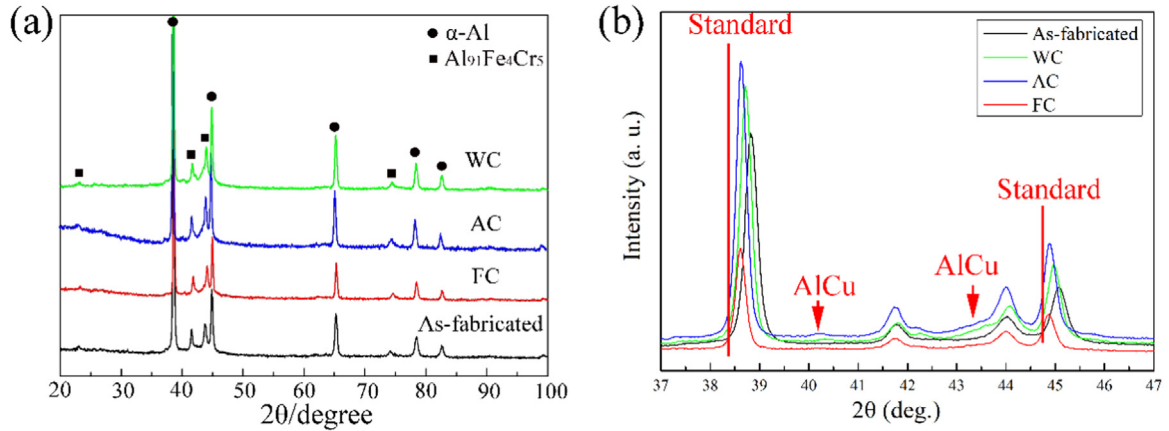 (a)
α-Al
Al₉₁Fe₄Cr₅
WC
AC
FC
As-fabricated
20 30 40 50 60 70 80 90 100
2θ/degree
(b)
Standard
As-fabricated
WC
AC
FC
Standard
AlCu
AlCu
Intensity (a. u.)
37 38 39 40 41 42 43 44 45 46 47
2θ (deg.)